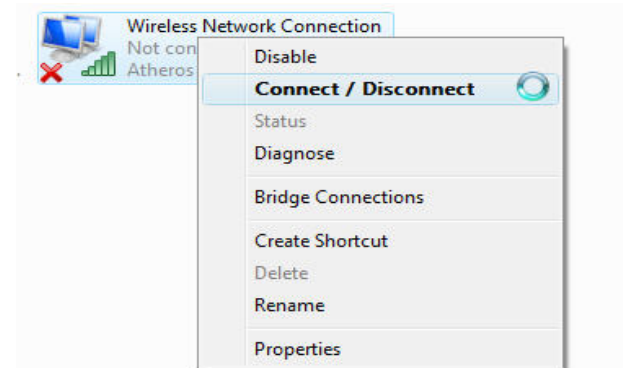 Wireless Network Connection
Not con
Atheros
Disable
Connect / Disconnect
Status
Diagnose
Bridge Connections
Create Shortcut
Delete
Rename
Properties